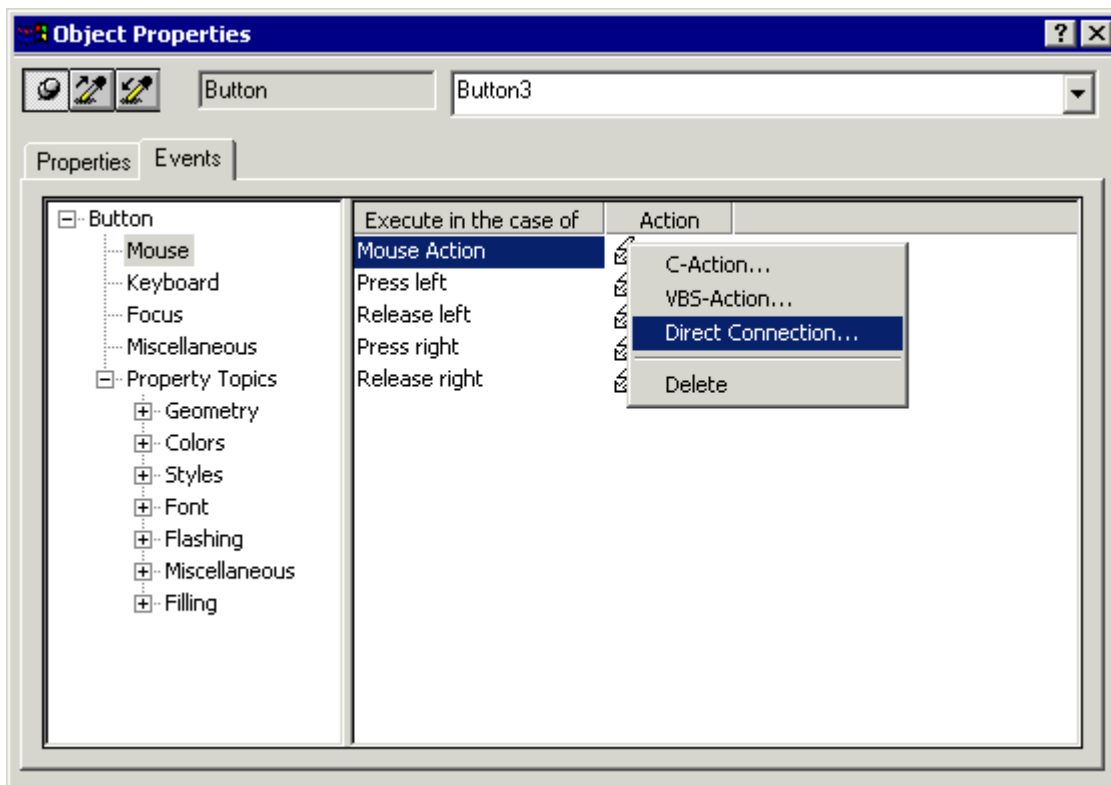 Object Properties
Button Button3
Properties Events
Button
Mouse
Keyboard
Focus
Miscellaneous
Property Topics
Geometry
Colors
Styles
Font
Flashing
Miscellaneous
Filling
Execute in the case of Action
Mouse Action
Press left
Release left
Press right
Release right
C-Action...
VBS-Action...
Direct Connection...
Delete